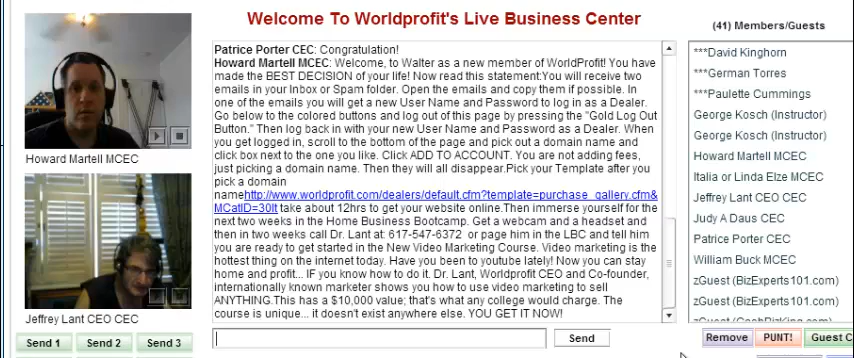 Welcome To Worldprofit's Live Business Center
(41) Members/Guests
Howard Martell MCEC
Jeffrey Lant CEO CEC
Send 1
Send 2
Send 3
Patrice Porter CEC: Congratulation!
Howard Martell MCEC: Welcome, to Walter as a new member of WorldProfit! You have
made the BEST DECISION of your life! Now read this statement:You will receive two
emails in your Inbox or Spam folder. Open the emails and copy them if possible. In
one of the emails you will get a new User Name and Password to log in as a Dealer.
Go below to the colored buttons and log out of this page by pressing the "Gold Log Out
Button." Then log back in with your new User Name and Password as a Dealer. When
you get logged in, scroll to the bottom of the page and pick out a domain name and
click box next to the one you like. Click ADD TO ACCOUNT. You are not adding fees,
just picking a domain name. Then they will all disappear.Pick your Template after you
pick a domain
namehttp://www.worldprofit.com/dealers/default.cfm?template=purchase_gallery.cfm&
MCatID=30It take about 12hrs to get your website online.Then immerse yourself for the
next two weeks in the Home Business Bootcamp. Get a webcam and a headset and
then in two weeks call Dr. Lant at: 617-547-6372 or page him in the LBC and tell him
you are ready to get started in the New Video Marketing Course. Video marketing is the
hottest thing on the internet today. Have you been to youtube lately! Now you can stay
home and profit... IF you know how to do it. Dr. Lant, Worldprofit CEO and Co-founder,
internationally known marketer shows you how to use video marketing to sell
ANYTHING.This has a $10,000 value; that's what any college would charge. The
course is unique... it doesn't exist anywhere else. YOU GET IT NOW!
Send
***David Kinghorn
***German Torres
***Paulette Cummings
George Kosch (Instructor)
George Kosch (Instructor)
Howard Martell MCEC
Italia or Linda Elze MCEC
Jeffrey Lant CEO CEC
Judy A Daus CEC
Patrice Porter CEC
William Buck MCEC
zGuest (BizExperts101.com)
zGuest (BizExperts101.com)
Remove
PUNT!
Guest C